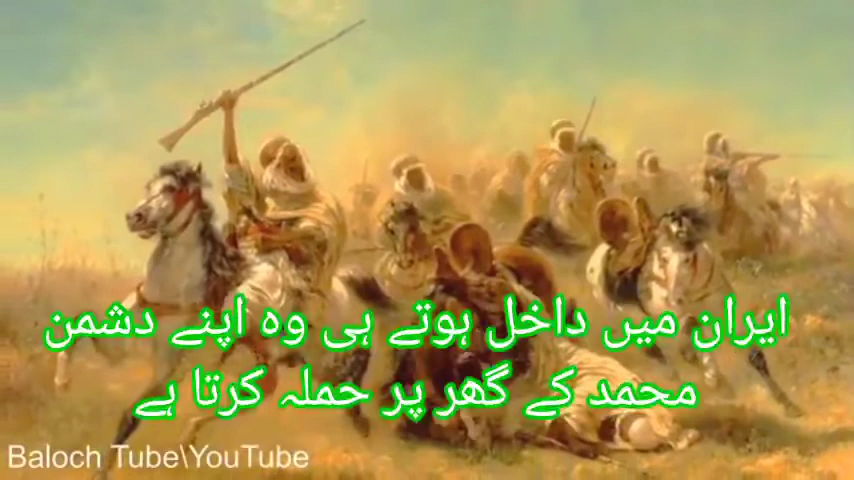 ایران میں داخل ہوتے ہی وہ اپنے دشمن
محمد کے گھر پر حملہ کرتا ہے
Baloch Tube\YouTube